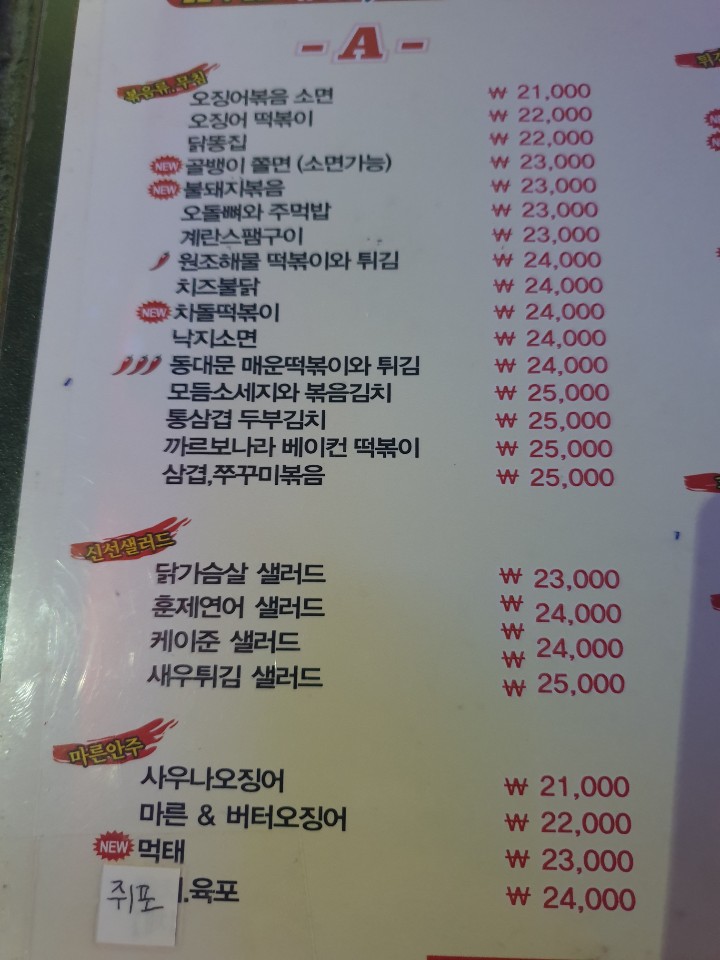 - A -
볶음류.무침
오징어볶음 소면 ₩ 21,000
오징어 떡볶이 ₩ 22,000
닭똥집 ₩ 22,000
NEW 골뱅이 쫄면 (소면가능) ₩ 23,000
NEW 불돼지볶음 ₩ 23,000
오돌뼈와 주먹밥 ₩ 23,000
계란스팸구이 ₩ 23,000
원조해물 떡볶이와 튀김 ₩ 24,000
치즈불닭 ₩ 24,000
NEW 차돌떡볶이 ₩ 24,000
낙지소면 ₩ 24,000
동대문 매운떡볶이와 튀김 ₩ 24,000
모듬소세지와 볶음김치 ₩ 25,000
통삼겹 두부김치 ₩ 25,000
까르보나라 베이컨 떡볶이 ₩ 25,000
삼겹,쭈꾸미볶음 ₩ 25,000
신선샐러드
닭가슴살 샐러드 ₩ 23,000
훈제연어 샐러드 ₩ 24,000
₩
케이준 샐러드 ₩ 24,000
새우튀김 샐러드 ₩ 25,000
마른안주
사우나오징어 ₩ 21,000
마른 & 버터오징어 ₩ 22,000
NEW 먹태 ₩ 23,000
쥐포 .육포 ₩ 24,000